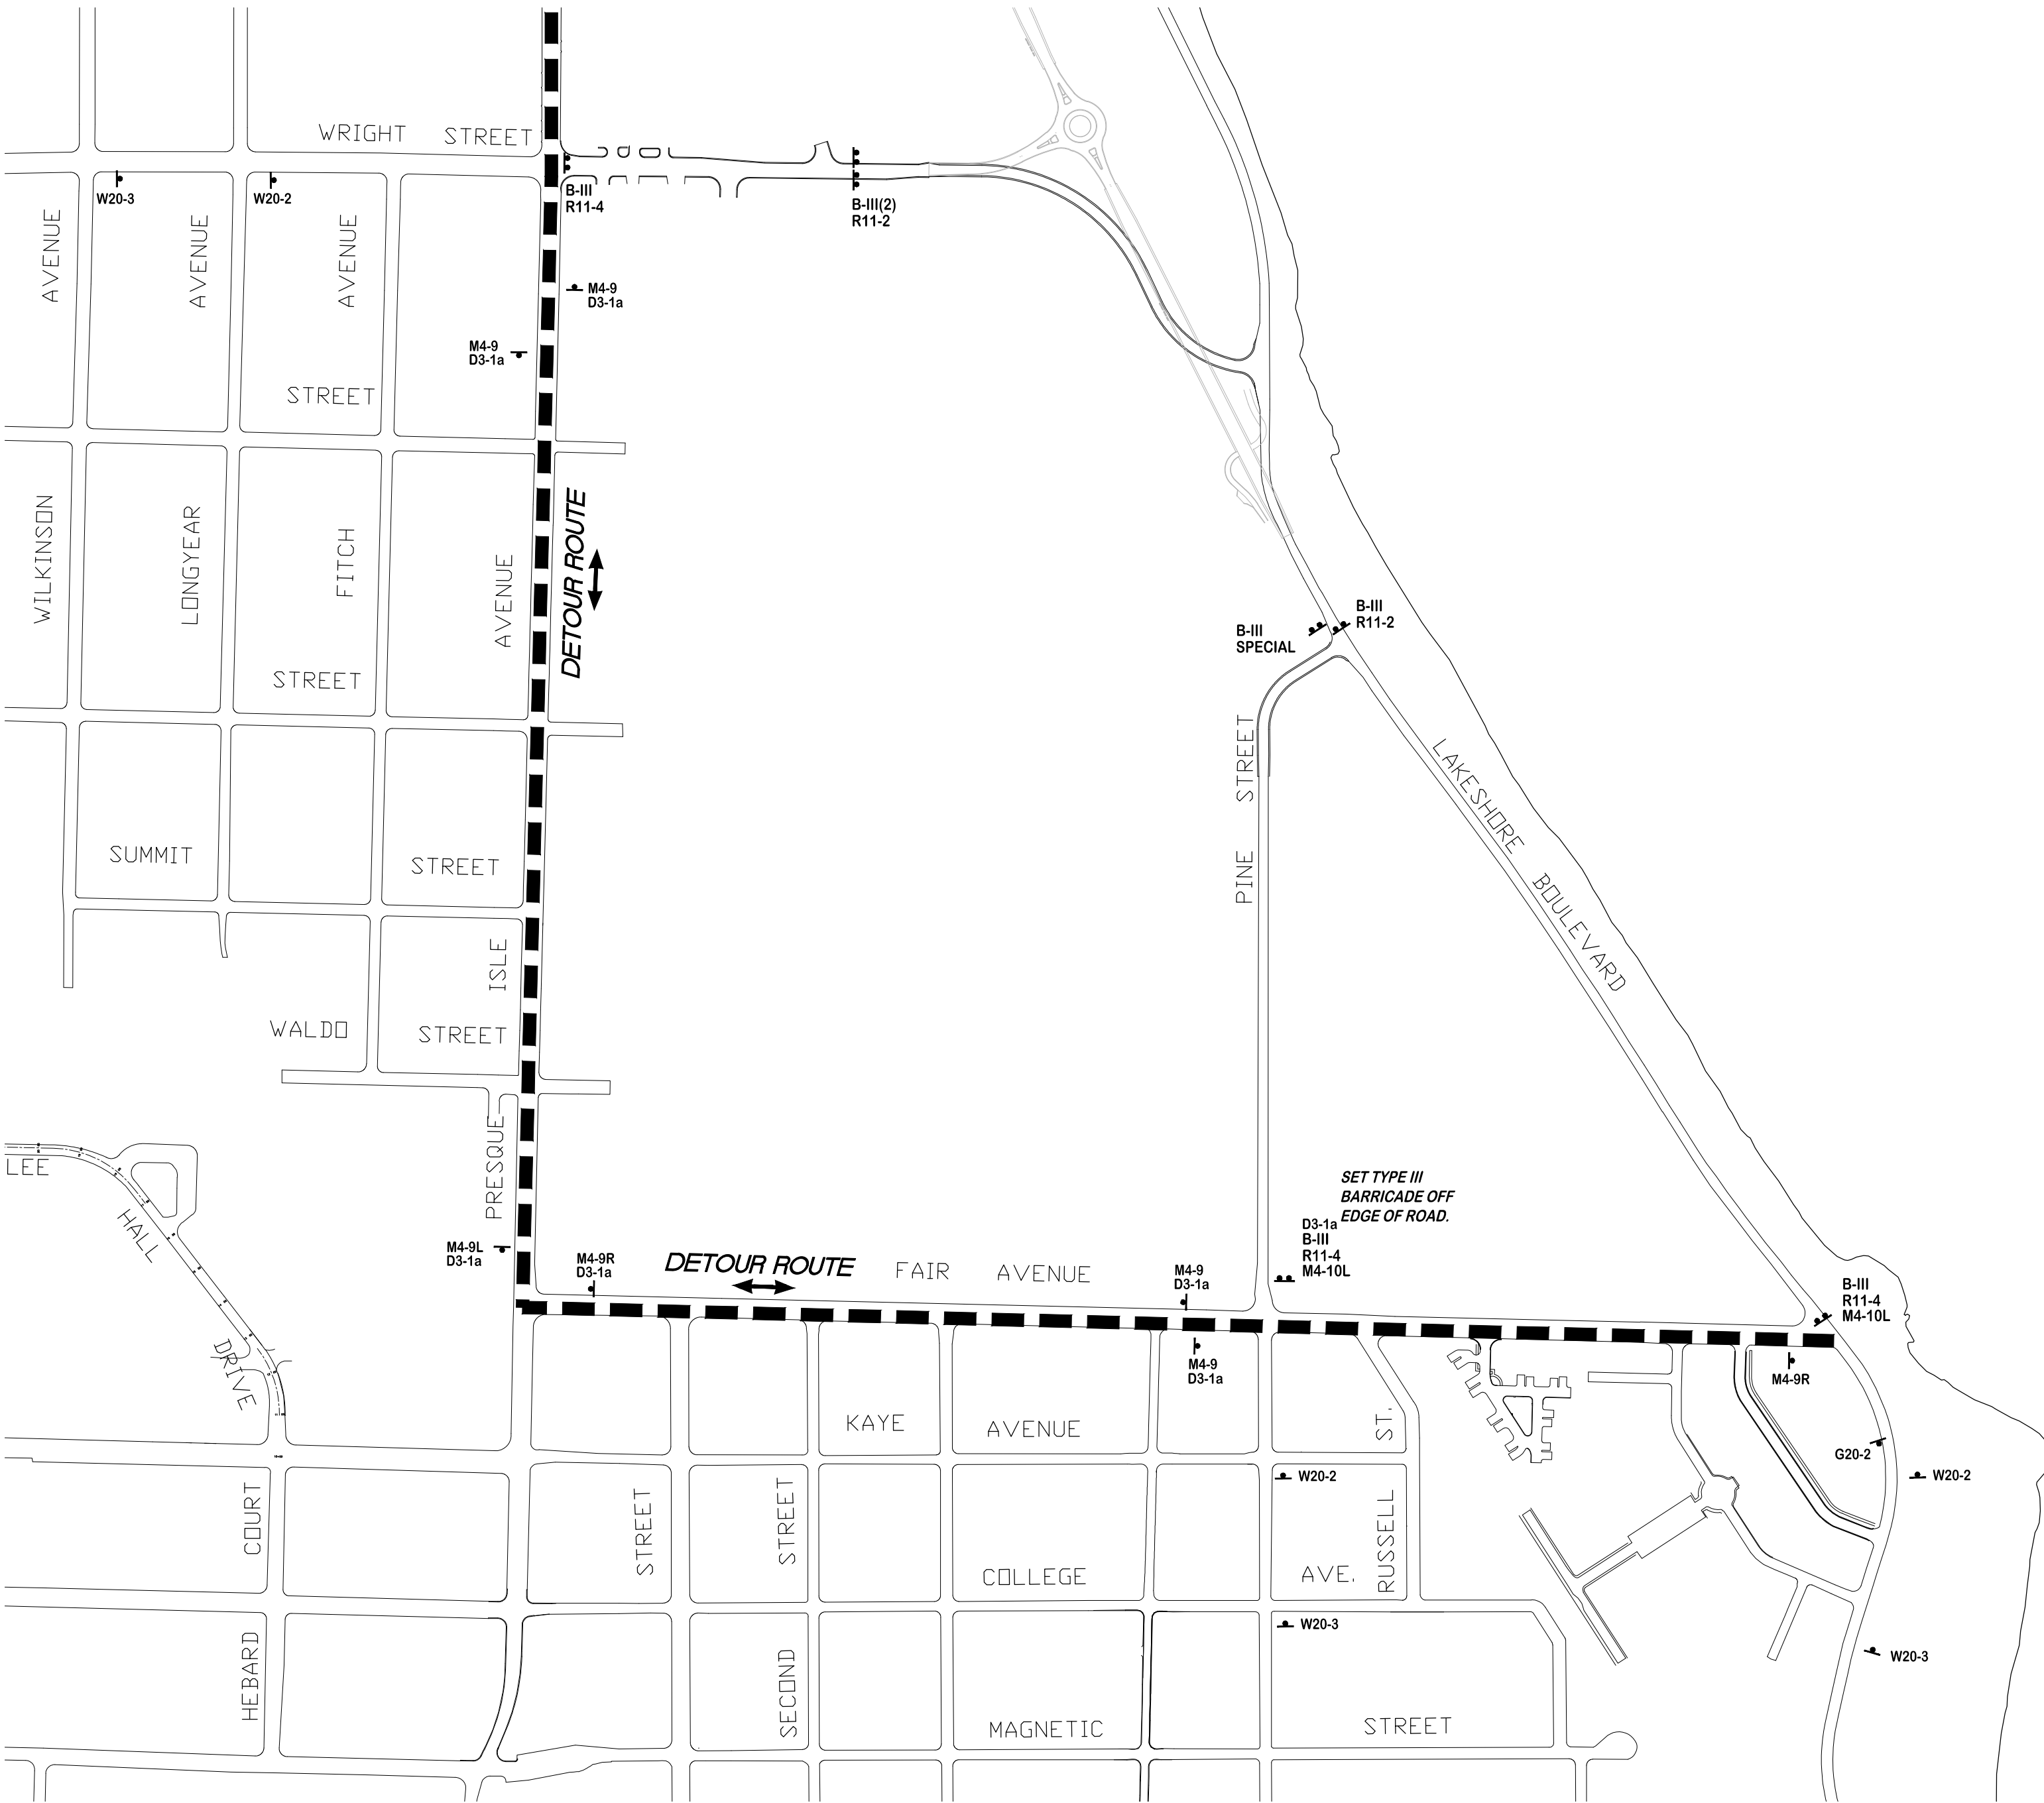 WRIGHT STREET
W20-3
W20-2
B-III
R11-4
B-III(2)
R11-2
AVENUE
AVENUE
AVENUE
M4-9
D3-1a
M4-9
D3-1a
STREET
WILKINSON
LONGYEAR
FITCH
AVENUE
DETOUR ROUTE
B-III
R11-2
B-III
SPECIAL
STREET
PINE STREET
LAKESHORE BOULEVARD
SUMMIT STREET
ISLE
WALDO STREET
PRESQUE
LEE
HALL
DRIVE
SET TYPE III
BARRICADE OFF
EDGE OF ROAD.
D3-1a
B-III
R11-4
M4-10L
M4-9L
D3-1a
M4-9R
D3-1a
DETOUR ROUTE
FAIR AVENUE
M4-9
D3-1a
B-III
R11-4
M4-10L
M4-9
D3-1a
M4-9R
KAYE AVENUE
ST.
G20-2
W20-2
W20-2
COURT
STREET
STREET
RUSSELL
COLLEGE AVE.
W20-3
W20-3
HEBARD
SECOND
MAGNETIC STREET